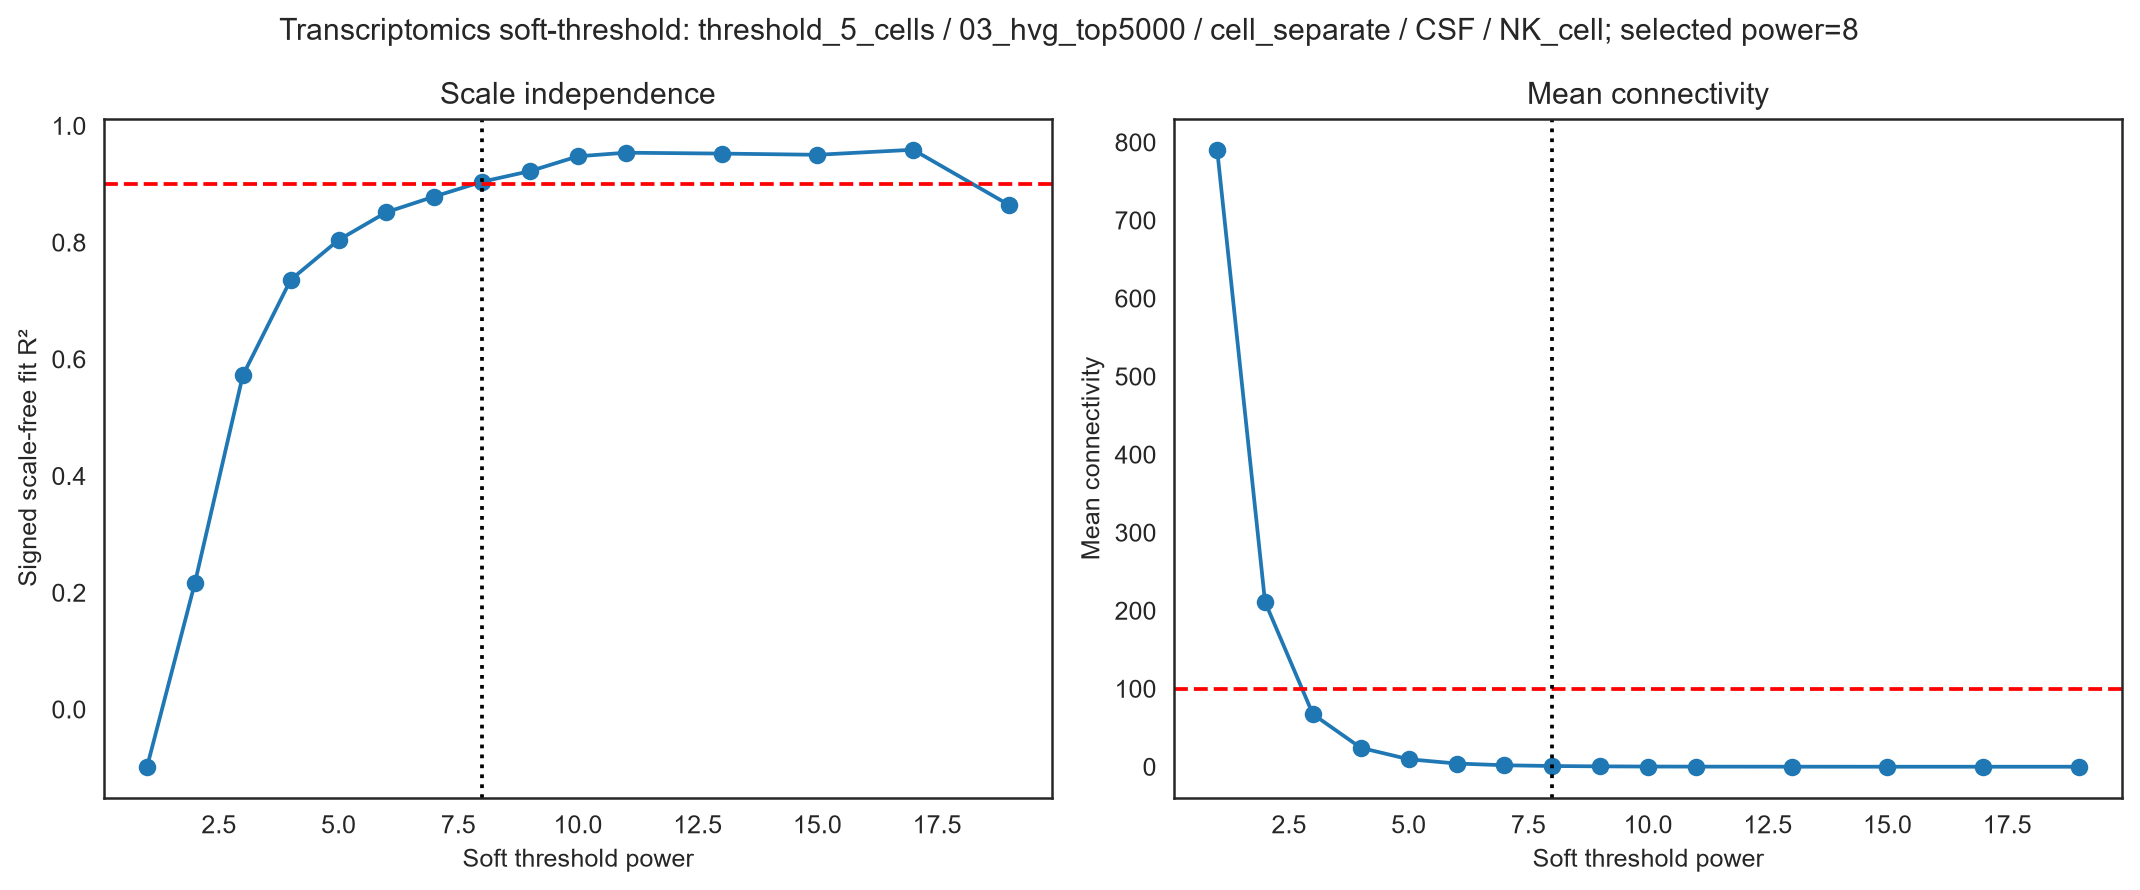 Transcriptomics soft-threshold: threshold_5_cells / 03_hvg_top5000 / cell_separate / CSF / NK_cell; selected power=8
Scale independence
Signed scale-free fit R²
1.0
0.8
0.6
0.4
0.2
0.0
2.5 5.0 7.5 10.0 12.5 15.0 17.5
Soft threshold power
Mean connectivity
Mean connectivity
800
700
600
500
400
300
200
100
0
2.5 5.0 7.5 10.0 12.5 15.0 17.5
Soft threshold power